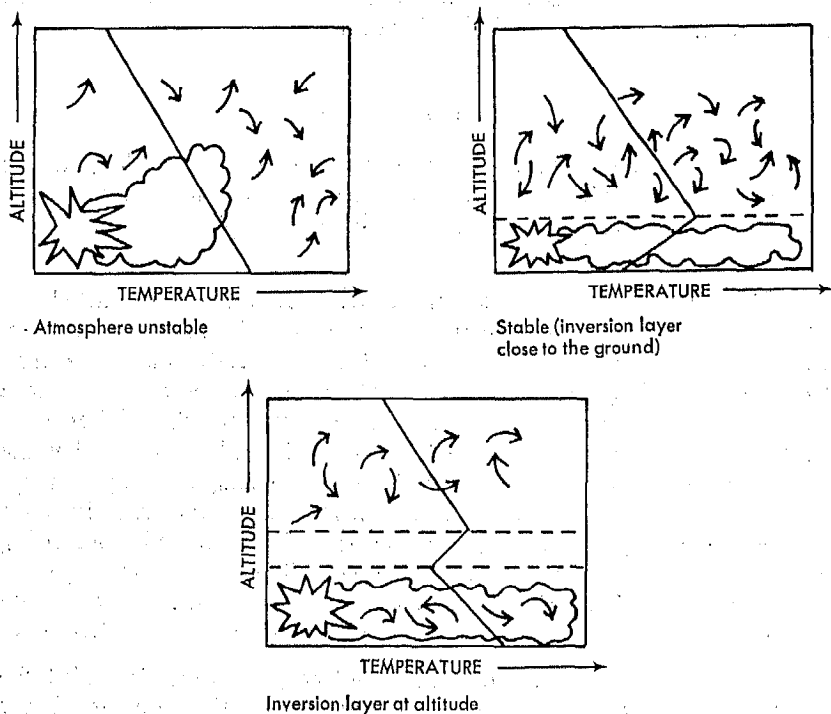 ALTITUDE
TEMPERATURE
Atmosphere unstable
ALTITUDE
TEMPERATURE
Stable (inversion layer
close to the ground)
ALTITUDE
TEMPERATURE
Inversion layer at altitude